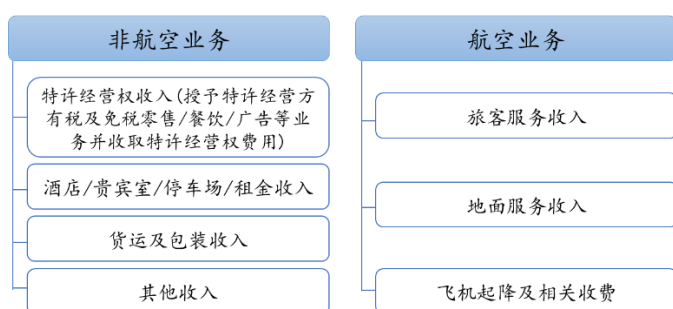 非航空业务
特许经营权收入(授予特许经营方
有税及免税零售/餐饮/广告等业
务并收取特许经营权费用)
酒店/贵宾室/停车场/租金收入
货运及包装收入
其他收入
航空业务
旅客服务收入
地面服务收入
飞机起降及相关收费